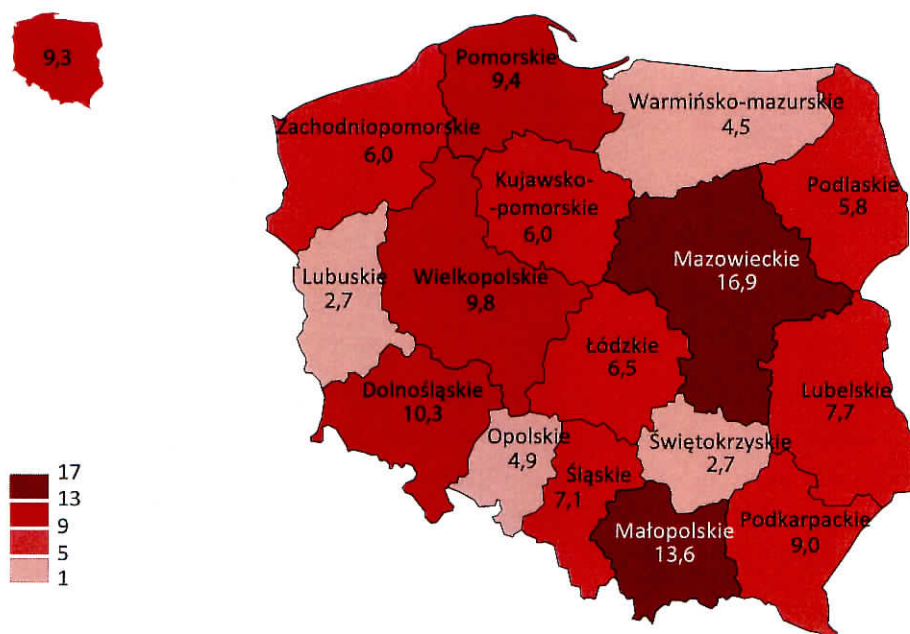 9,3
Pomorskie
9,4
Warmińsko-mazurskie
4,5
Zachodniopomorskie
6,0
Kujawsko-
-pomorskie
6,0
Podlaskie
5,8
Mazowieckie
16,9
Lubuskie
2,7
Wielkopolskie
9,8
Łódzkie
6,5
Lubelskie
7,7
Dolnośląskie
10,3
Opolskie
4,9
Świętokrzyskie
2,7
Śląskie
7,1
Małopolskie
13,6
Podkarpackie
9,0
17
13
9
5
1